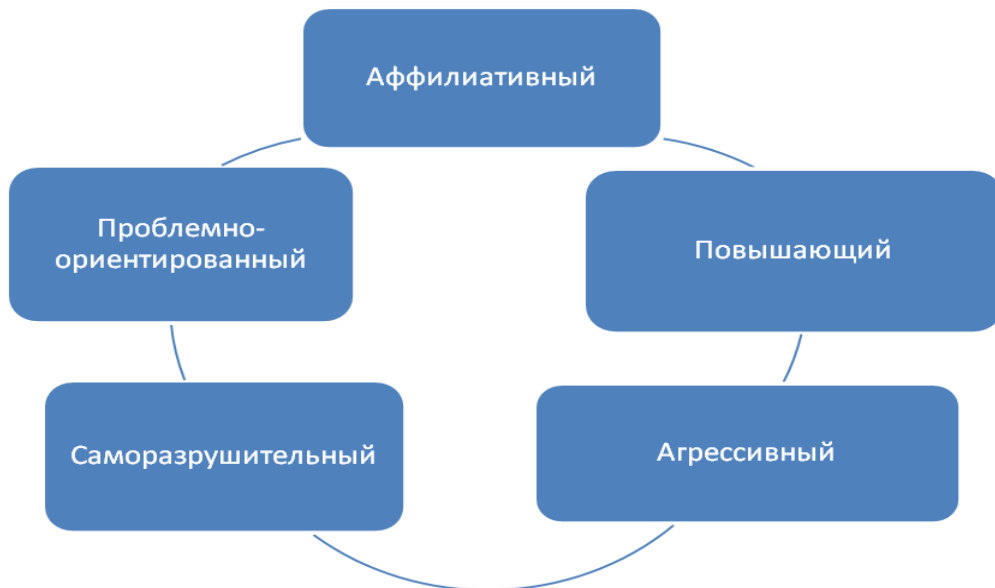 Аффилиативный
Проблемно-
ориентированный
Повышающий
Саморазрушительный
Агрессивный